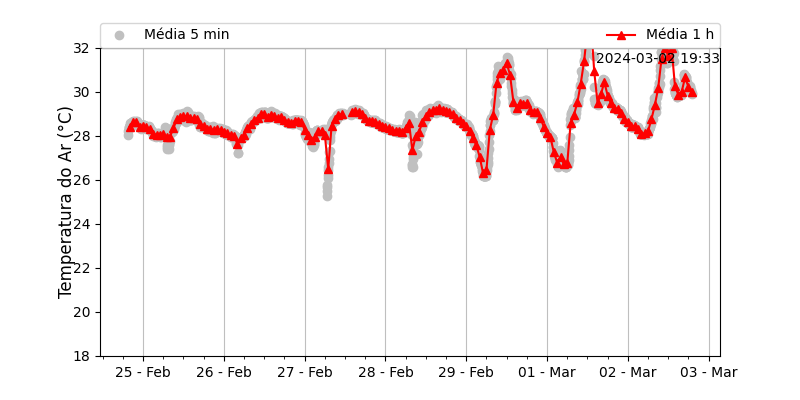 Média 5 min
Média 1 h
2024-03-02 19:33
Temperatura do Ar (°C)
32
30
28
26
24
22
20
18
25 - Feb
26 - Feb
27 - Feb
28 - Feb
29 - Feb
01 - Mar
02 - Mar
03 - Mar